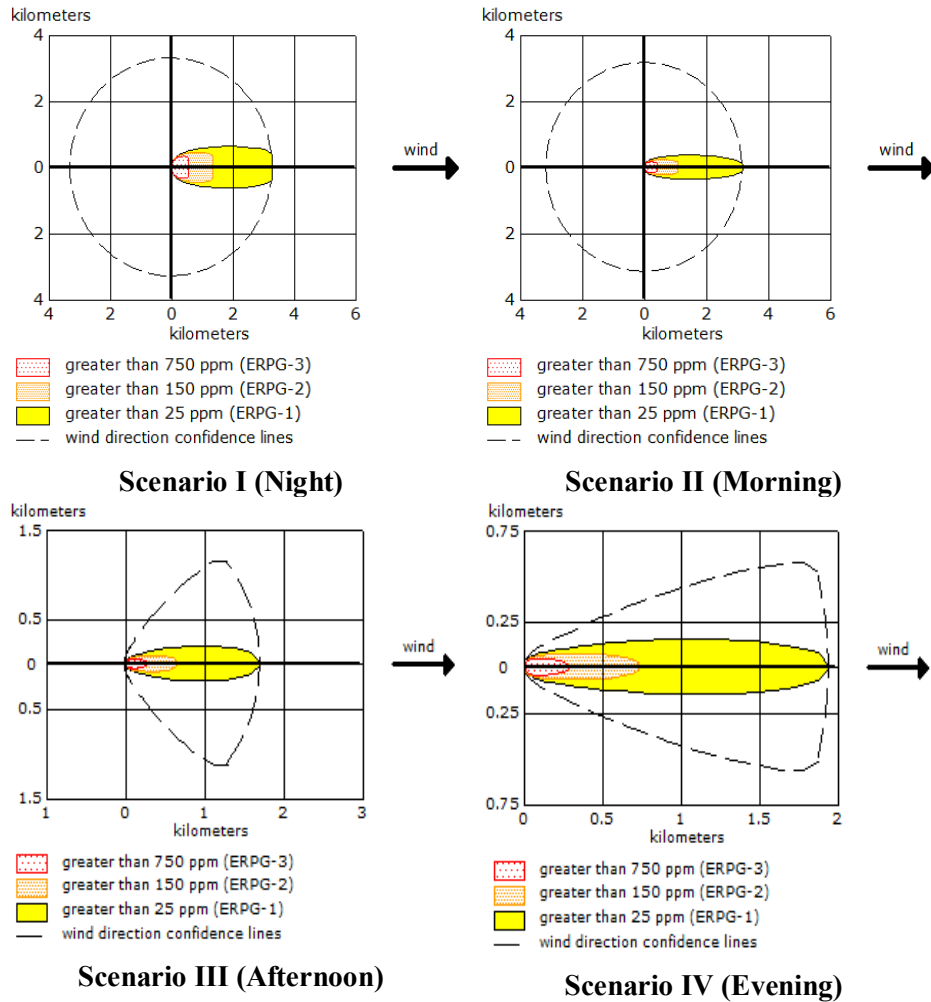 kilometers
4
2
0
2
4
4 2 0 2 4 6
kilometers
wind
greater than 750 ppm (ERPG-3)
greater than 150 ppm (ERPG-2)
greater than 25 ppm (ERPG-1)
wind direction confidence lines
Scenario I (Night)
kilometers
4
2
0
2
4
4 2 0 2 4 6
kilometers
wind
greater than 750 ppm (ERPG-3)
greater than 150 ppm (ERPG-2)
greater than 25 ppm (ERPG-1)
wind direction confidence lines
Scenario II (Morning)
kilometers
1.5
0.5
0
0.5
1.5
1 0 1 2 3
kilometers
wind
greater than 750 ppm (ERPG-3)
greater than 150 ppm (ERPG-2)
greater than 25 ppm (ERPG-1)
wind direction confidence lines
Scenario III (Afternoon)
kilometers
0.75
0.25
0
0.25
0.75
0 0.5 1 1.5 2
kilometers
wind
greater than 750 ppm (ERPG-3)
greater than 150 ppm (ERPG-2)
greater than 25 ppm (ERPG-1)
wind direction confidence lines
Scenario IV (Evening)